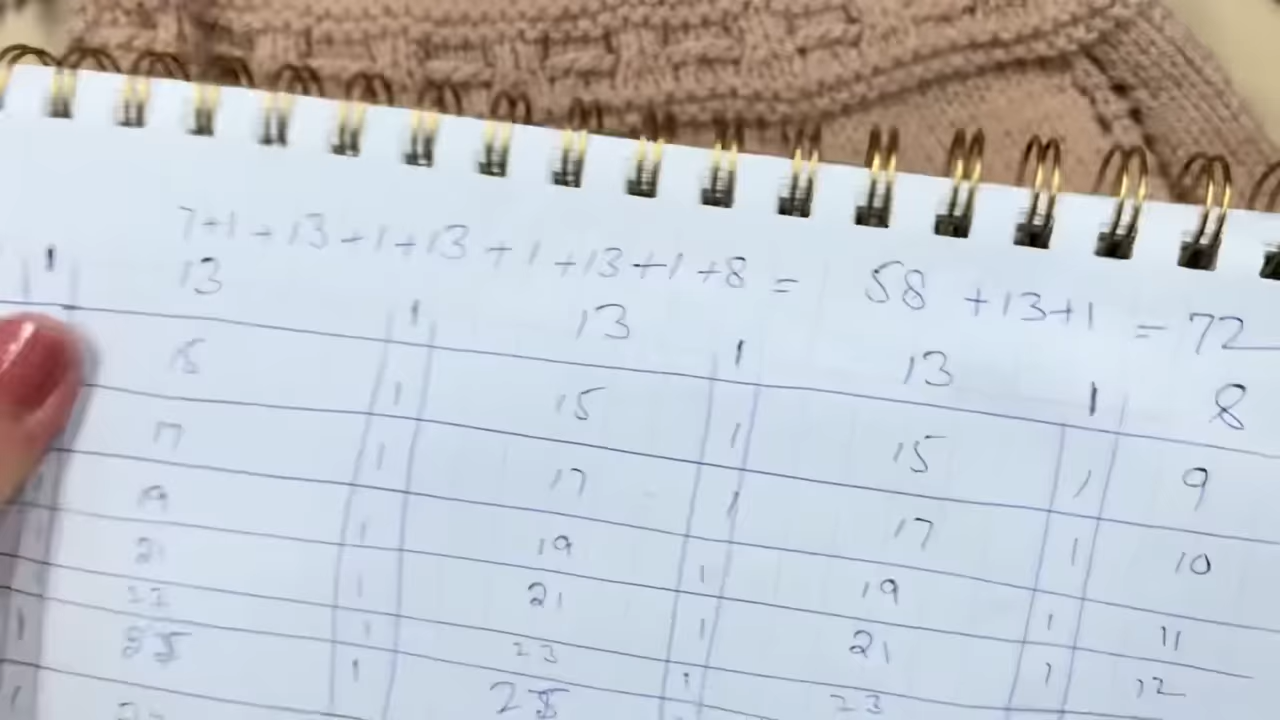 7+1+13+1+13+1+13+1+8 = 58 +13+1 = 72
1 13 1 13 1 13 1 8
15 1 15 1 15 1 9
17 1 17 1 17 1 10
19 1 19 1 19 1 11
21 1 21 1 21 1 12
23 1 23 1 23
1 25 1 25
1